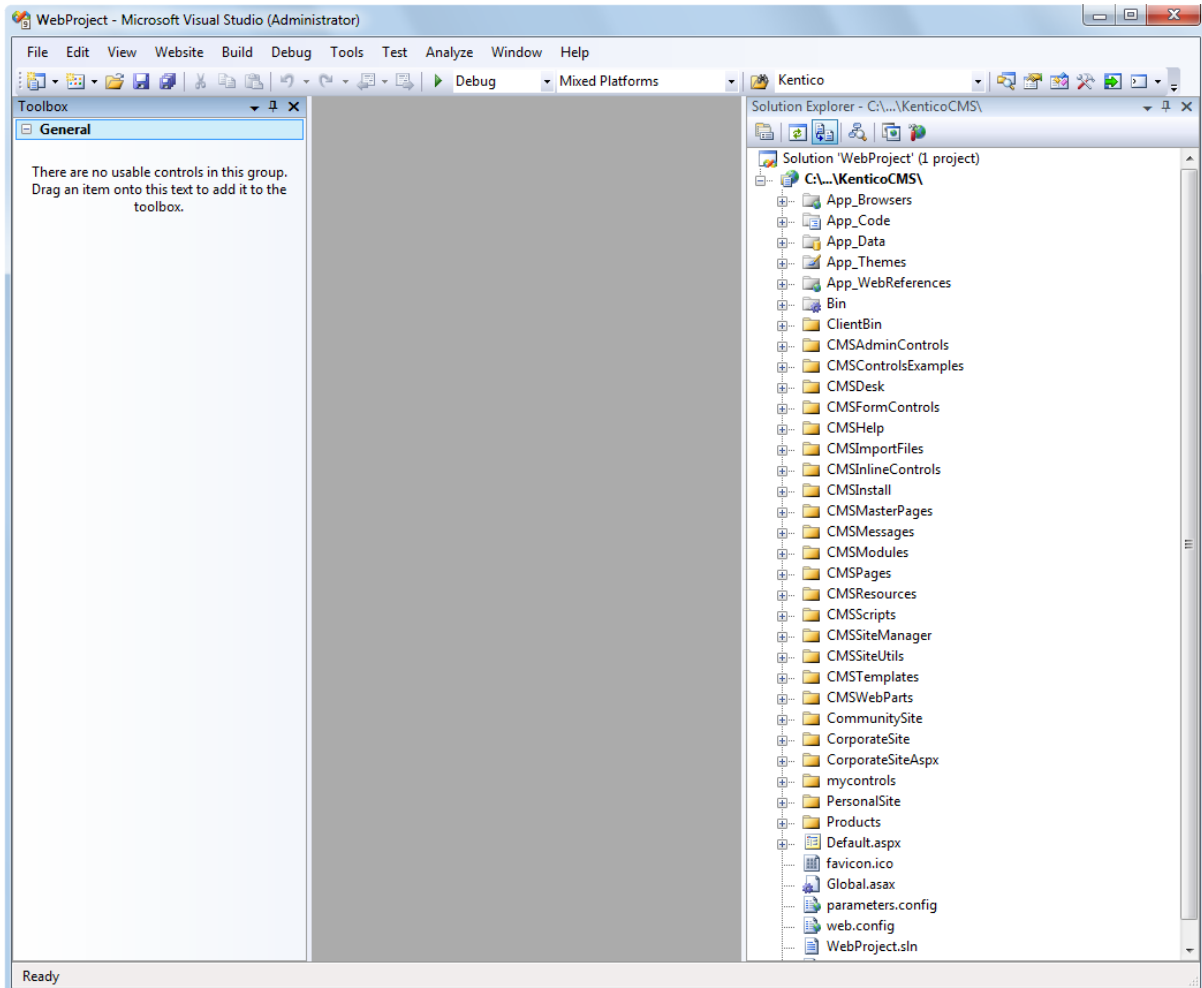 WebProject - Microsoft Visual Studio (Administrator)
File Edit View Website Build Debug Tools Test Analyze Window Help
Debug Mixed Platforms Kentico
Toolbox
General
There are no usable controls in this group.
Drag an item onto this text to add it to the
toolbox.
Solution Explorer - C:\...\KenticoCMS\
Solution 'WebProject' (1 project)
C:\...\KenticoCMS\
App_Browsers
App_Code
App_Data
App_Themes
App_WebReferences
Bin
ClientBin
CMSAdminControls
CMSControlsExamples
CMSDesk
CMSFormControls
CMSHelp
CMSImportFiles
CMSInlineControls
CMSInstall
CMSMasterPages
CMSMessages
CMSModules
CMSPages
CMSResources
CMSScripts
CMSSiteManager
CMSSiteUtils
CMSTemplates
CMSWebParts
CommunitySite
CorporateSite
CorporateSiteAspx
mycontrols
PersonalSite
Products
Default.aspx
favicon.ico
Global.asax
parameters.config
web.config
WebProject.sln
Ready